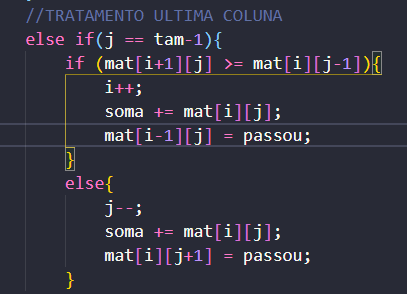 //TRATAMENTO ULTIMA COLUNA
else if(j == tam-1){
if (mat[i+1][j] >= mat[i][j-1]){
i++;
soma += mat[i][j];
mat[i-1][j] = passou;
}
else{
j--;
soma += mat[i][j];
mat[i][j+1] = passou;
}